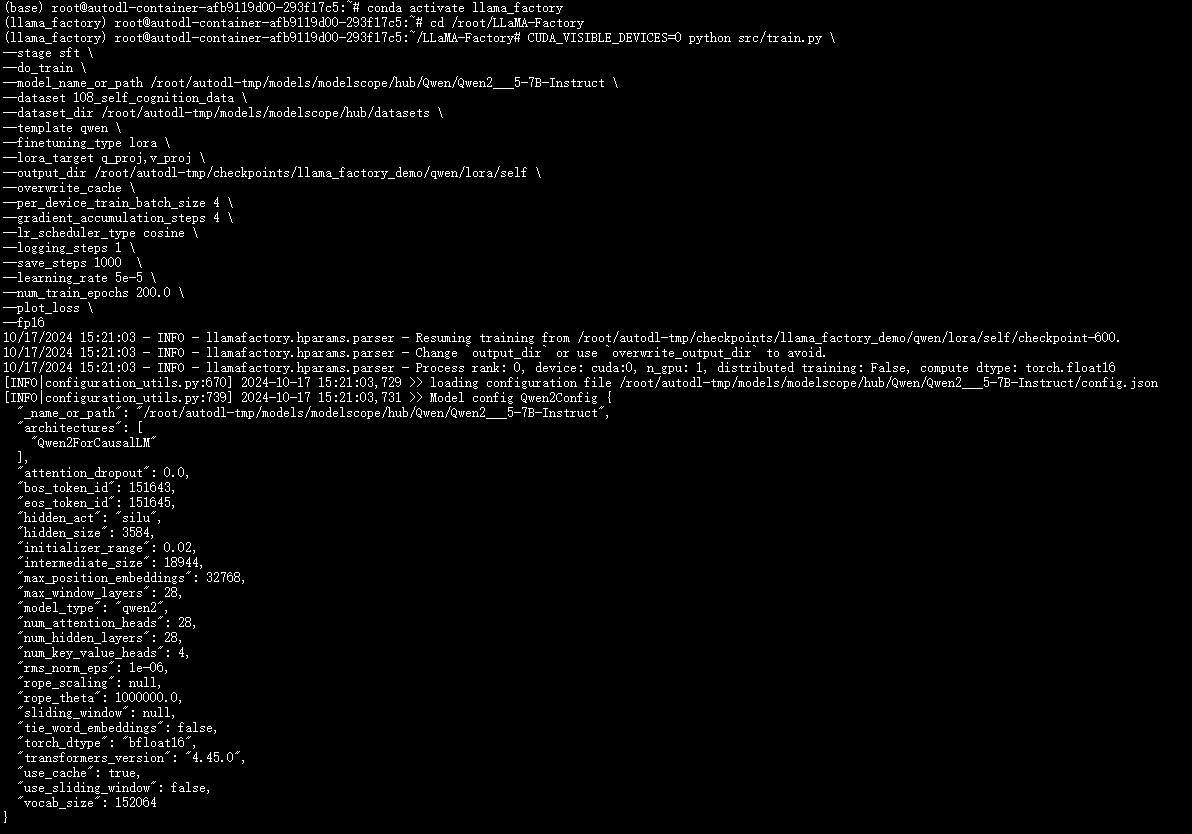 (base) root@autodl-container-afb9119d00-293f17c5:~# conda activate llama_factory
(llama_factory) root@autodl-container-afb9119d00-293f17c5:~# cd /root/LLaMA-Factory
(llama_factory) root@autodl-container-afb9119d00-293f17c5:~/LLaMA-Factory# CUDA_VISIBLE_DEVICES=0 python src/train.py \
--stage sft \
--do_train \
--model_name_or_path /root/autodl-tmp/models/modelscope/hub/Qwen/Qwen2___5-7B-Instruct \
--dataset 108_self_cognition_data \
--dataset_dir /root/autodl-tmp/models/modelscope/hub/datasets \
--template qwen \
--finetuning_type lora \
--lora_target q_proj,v_proj \
--output_dir /root/autodl-tmp/checkpoints/llama_factory_demo/qwen/lora/self \
--overwrite_cache \
--per_device_train_batch_size 4 \
--gradient_accumulation_steps 4 \
--lr_scheduler_type cosine \
--logging_steps 1 \
--save_steps 1000  \
--learning_rate 5e-5 \
--num_train_epochs 200.0 \
--plot_loss \
--fp16
10/17/2024 15:21:03 - INFO - llamafactory.hparams.parser - Resuming training from /root/autodl-tmp/checkpoints/llama_factory_demo/qwen/lora/self/checkpoint-600.
10/17/2024 15:21:03 - INFO - llamafactory.hparams.parser - Change `output_dir` or use `overwrite_output_dir` to avoid.
10/17/2024 15:21:03 - INFO - llamafactory.hparams.parser - Process rank: 0, device: cuda:0, n_gpu: 1, distributed training: False, compute dtype: torch.float16
[INFO|configuration_utils.py:670] 2024-10-17 15:21:03,729 >> loading configuration file /root/autodl-tmp/models/modelscope/hub/Qwen/Qwen2___5-7B-Instruct/config.json
[INFO|configuration_utils.py:739] 2024-10-17 15:21:03,731 >> Model config Qwen2Config {
  "_name_or_path": "/root/autodl-tmp/models/modelscope/hub/Qwen/Qwen2___5-7B-Instruct",
  "architectures": [
    "Qwen2ForCausalLM"
  ],
  "attention_dropout": 0.0,
  "bos_token_id": 151643,
  "eos_token_id": 151645,
  "hidden_act": "silu",
  "hidden_size": 3584,
  "initializer_range": 0.02,
  "intermediate_size": 18944,
  "max_position_embeddings": 32768,
  "max_window_layers": 28,
  "model_type": "qwen2",
  "num_attention_heads": 28,
  "num_hidden_layers": 28,
  "num_key_value_heads": 4,
  "rms_norm_eps": 1e-06,
  "rope_scaling": null,
  "rope_theta": 1000000.0,
  "sliding_window": null,
  "tie_word_embeddings": false,
  "torch_dtype": "bfloat16",
  "transformers_version": "4.45.0",
  "use_cache": true,
  "use_sliding_window": false,
  "vocab_size": 152064
}